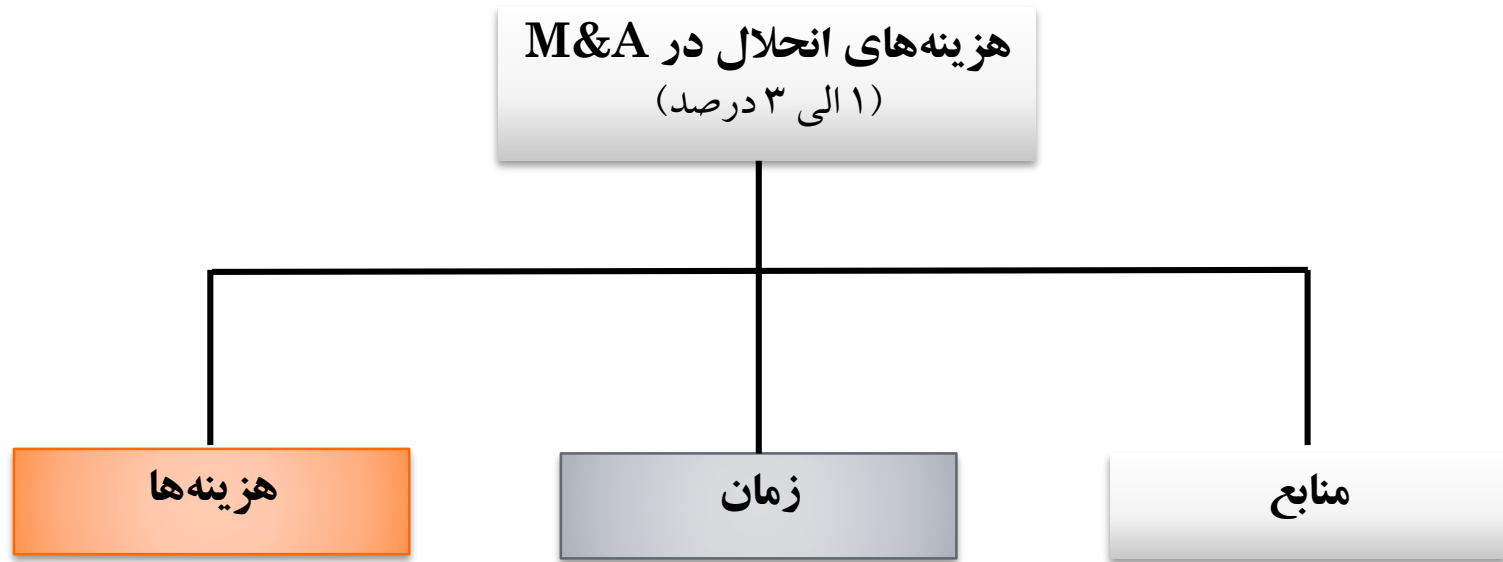 هزینه‌های انحلال در M&A
(۱ الی ۳ درصد)
منابع
زمان
هزینه‌ها